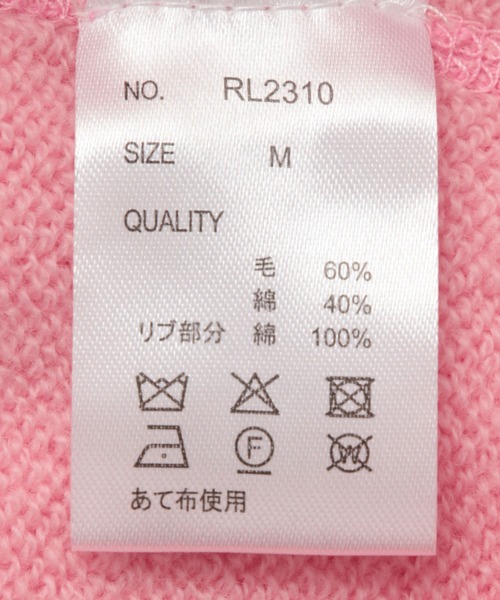 NO. RL2310
SIZE M
QUALITY
毛 60%
綿 40%
リブ部分 綿 100%
F W
あて布使用